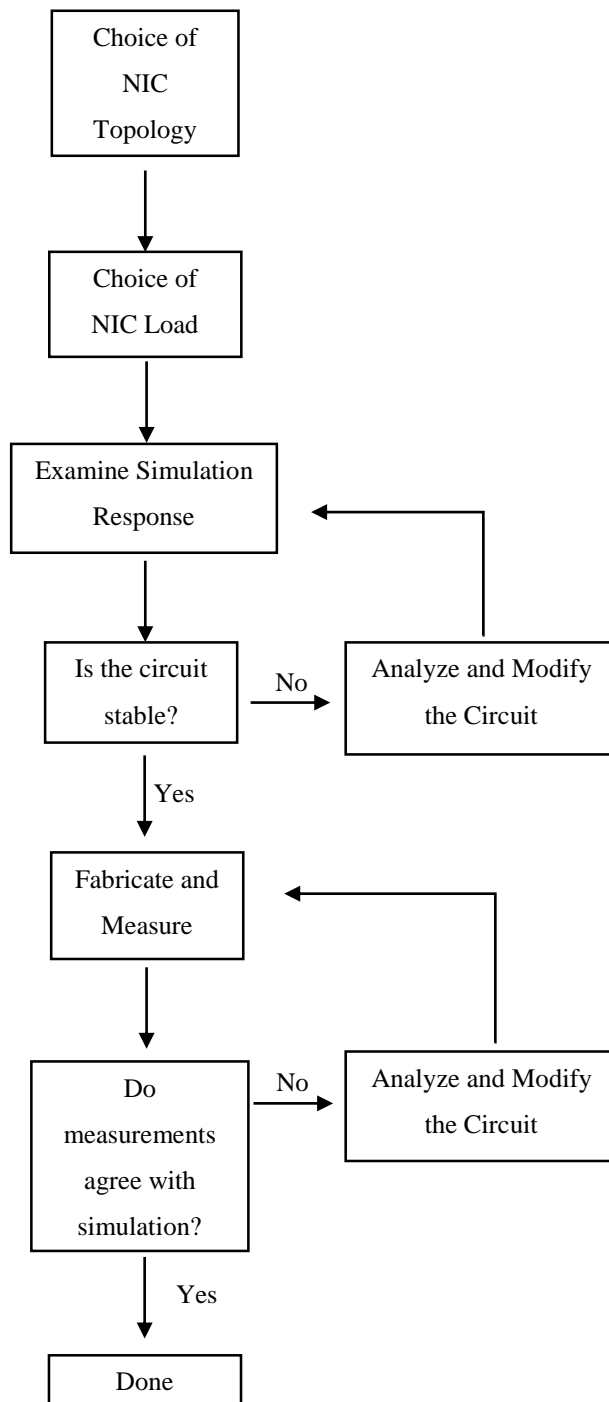 Choice of
NIC
Topology
Choice of
NIC Load
Examine Simulation
Response
Is the circuit
stable?
No
Analyze and Modify
the Circuit
Yes
Fabricate and
Measure
Do
measurements
agree with
simulation?
No
Analyze and Modify
the Circuit
Yes
Done